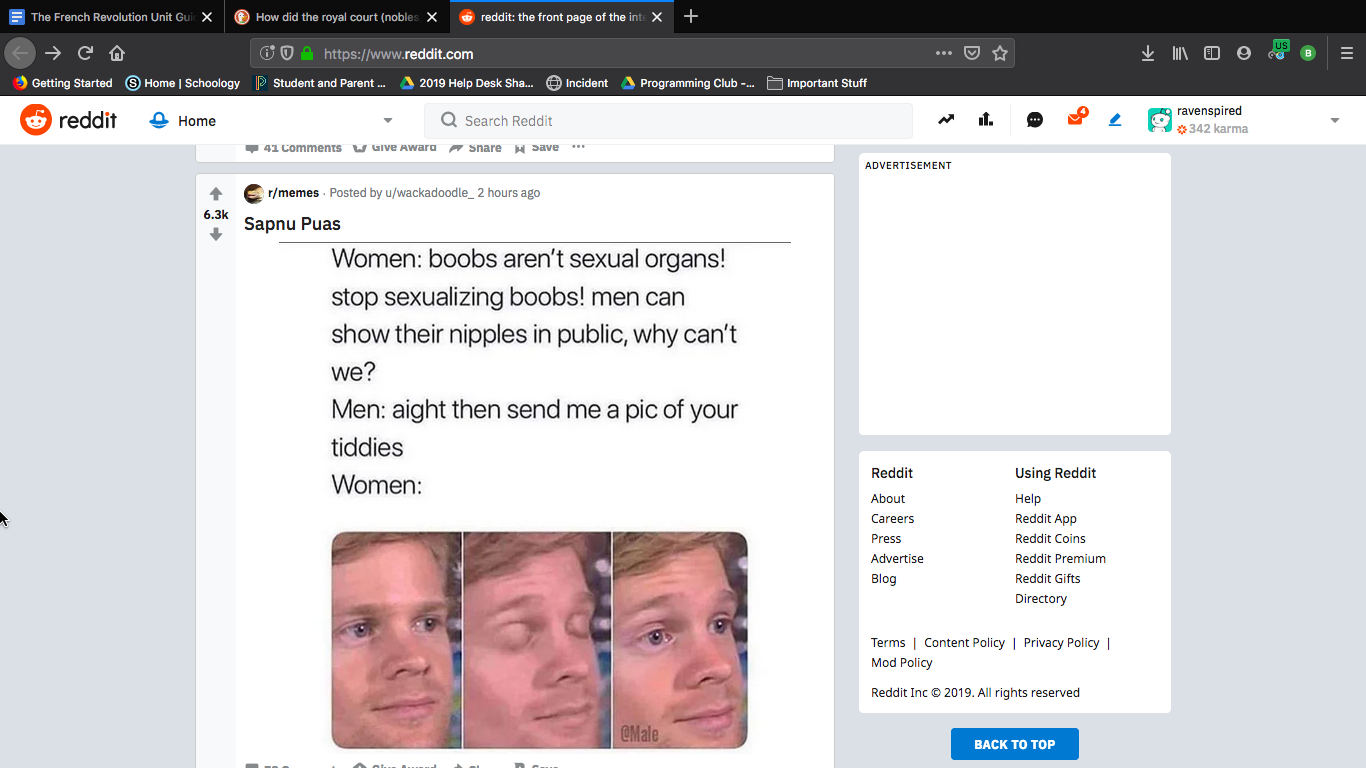 The French Revolution Unit Gui
How did the royal court (nobles
reddit: the front page of the inte
https://www.reddit.com
US
B
Getting Started
Home | Schoology
Student and Parent ...
2019 Help Desk Sha...
Incident
Programming Club -...
Important Stuff
reddit
Home
Search Reddit
4
ravenspired
342 karma
41 Comments
Give Award
Share
Save
r/memes · Posted by u/wackadoodle_ 2 hours ago
6.3k
Sapnu Puas
Women: boobs aren't sexual organs!
stop sexualizing boobs! men can
show their nipples in public, why can't
we?
Men: aight then send me a pic of your
tiddies
Women:
@Male
Give Award
Save
ADVERTISEMENT
Reddit
About
Careers
Press
Advertise
Blog
Using Reddit
Help
Reddit App
Reddit Coins
Reddit Premium
Reddit Gifts
Directory
Terms | Content Policy | Privacy Policy |
Mod Policy
Reddit Inc © 2019. All rights reserved
BACK TO TOP